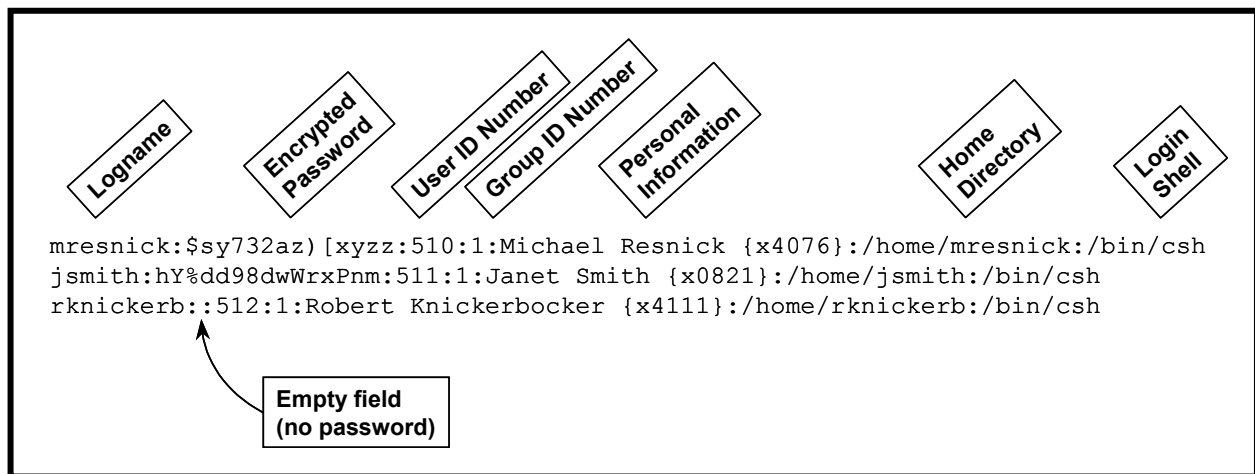 Logname
Encrypted
Password
User ID Number
Group ID Number
Personal
Information
Home
Directory
Login
Shell
mresnick:$sy732az)[xyzz:510:1:Michael Resnick {x4076}:/home/mresnick:/bin/csh
jsmith:hY%dd98dwWrxPnm:511:1:Janet Smith {x0821}:/home/jsmith:/bin/csh
rknickerb::512:1:Robert Knickerbocker {x4111}:/home/rknickerb:/bin/csh
Empty field
(no password)